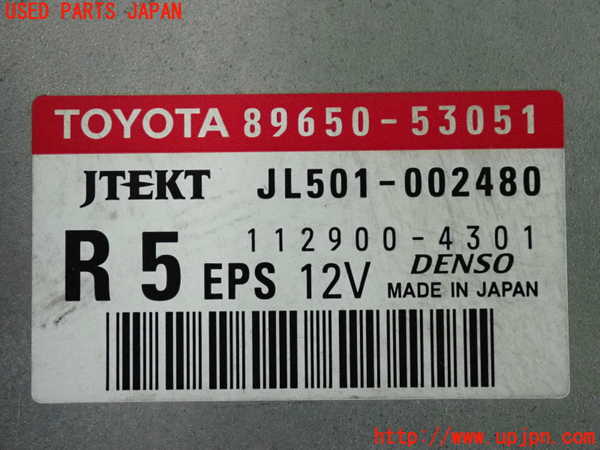 USED PARTS JAPAN
TOYOTA 89650-53051
JTEKT JL501-002480
R5 EPS 12V 112900-4301
DENSO
MADE IN JAPAN
http://www.upjpn.com/